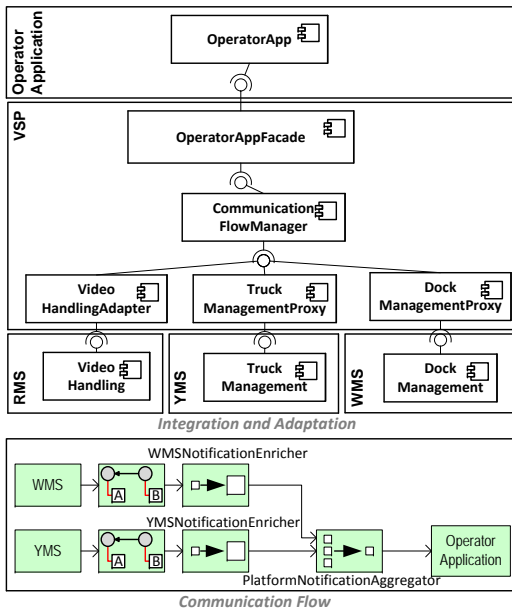 Operator
Application
OperatorApp
VSP
OperatorAppFacade
Communication
FlowManager
Video
HandlingAdapter
Truck
ManagementProxy
Dock
ManagementProxy
RMS
Video
Handling
YMS
Truck
Management
WMS
Dock
Management
Integration and Adaptation
WMSNotificationEnricher
WMS
A
B
YMSNotificationEnricher
YMS
A
B
Operator
Application
PlatformNotificationAggregator
Communication Flow